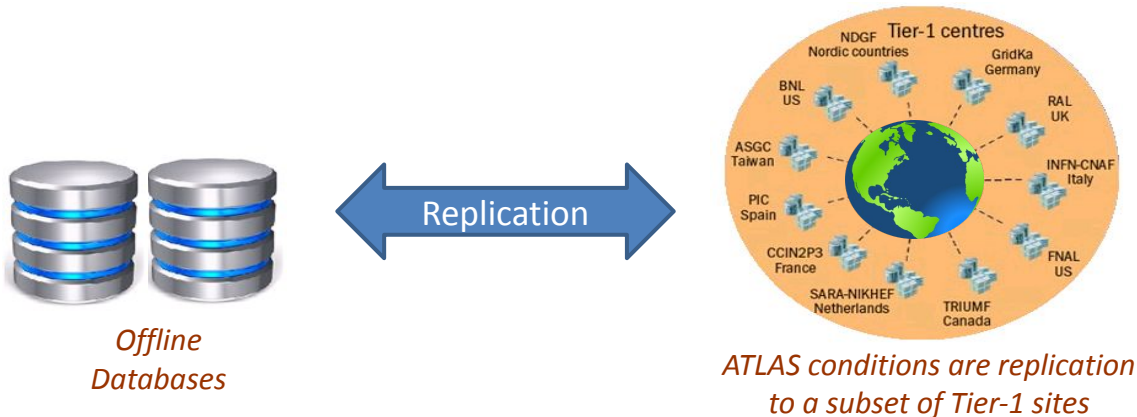 Offline
Databases
Replication
Tier-1 centres
NDGF
Nordic countries
GridKa
Germany
BNL
US
RAL
UK
ASGC
Taiwan
INFN-CNAF
Italy
PIC
Spain
FNAL
US
CCIN2P3
France
SARA-NIKHEF
Netherlands
TRIUMF
Canada
ATLAS conditions are replication
to a subset of Tier-1 sites